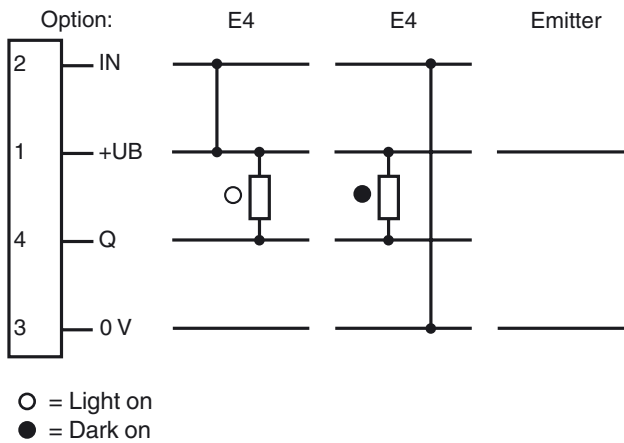 Option: E4 E4 Emitter
2 IN
1 +UB
4 Q
3 0 V
= Light on
= Dark on